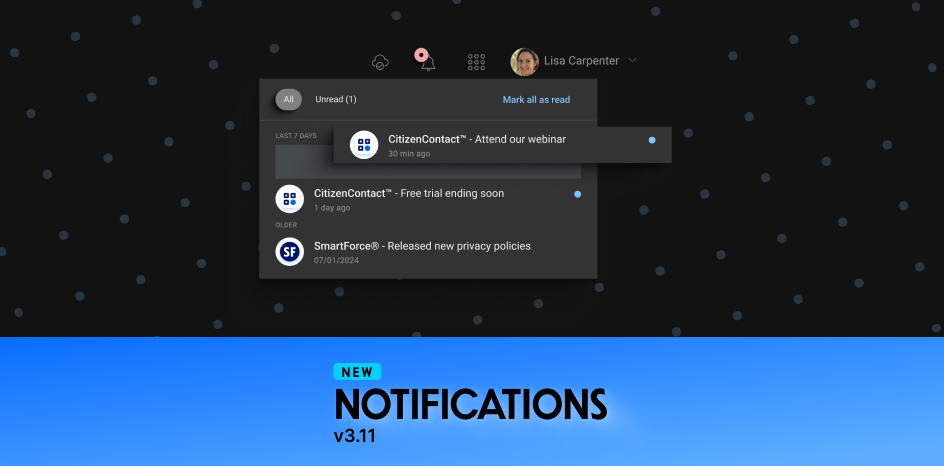 Lisa Carpenter
All
Unread (1)
Mark all as read
LAST 7 DAYS
CitizenContact™ - Attend our webinar
30 min ago
CitizenContact™ - Free trial ending soon
1 day ago
OLDER
SF
SmartForce® - Released new privacy policies
07/01/2024
NEW
NOTIFICATIONS
v3.11